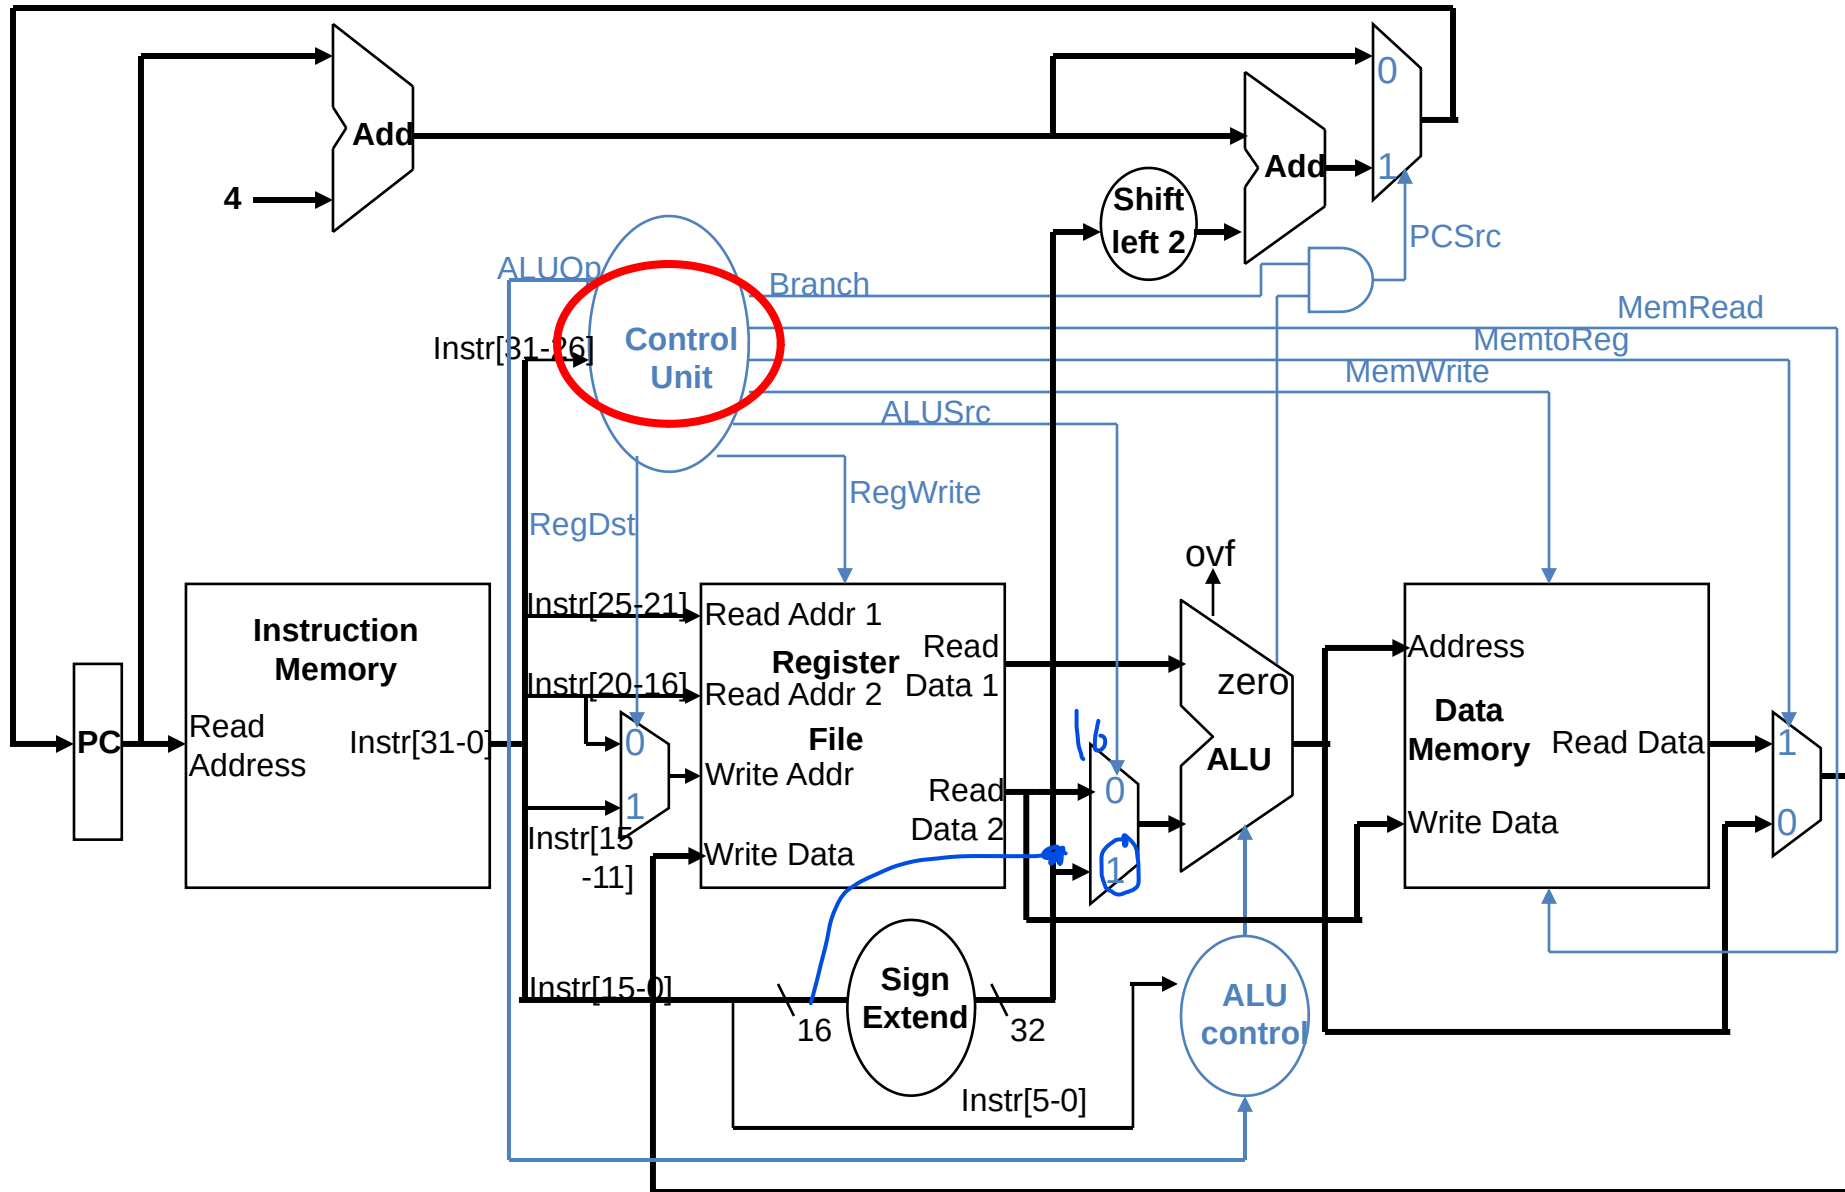 0
Add
Add
1
4
Shift
left 2
PCSrc
ALUOp
Branch
MemRead
Instr[31-26]
Control
Unit
MemtoReg
MemWrite
ALUSrc
RegWrite
RegDst
ovf
Instruction
Memory
Instr[25-21]
Read Addr 1
Register
File
Read
Data 1
Instr[20-16]
Read Addr 2
zero
Address
Data
Memory
PC
Read
Address
Instr[31-0]
0
Write Addr
16
ALU
Read Data
1
1
Read
Data 2
0
Write Data
0
Instr[15
-11]
Write Data
1
Instr[15-0]
16
Sign
Extend
32
ALU
control
Instr[5-0]